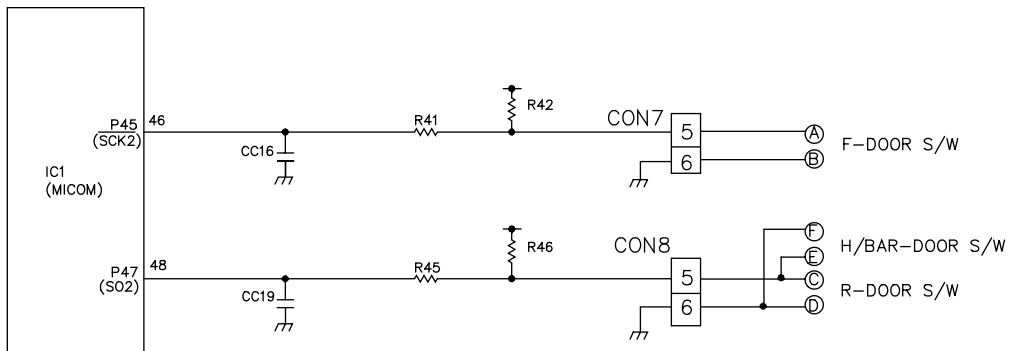 R42
R41
CON7
P45
46
(SCK2)
CC16
5
6
A
B
F-DOOR S/W
IC1
(MICOM)
R46
R45
CON8
P47
48
(SO2)
CC19
5
6
F
E
C
D
H/BAR-DOOR S/W
R-DOOR S/W